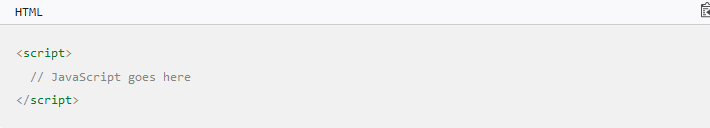 HTML
<script>
// JavaScript goes here
</script>